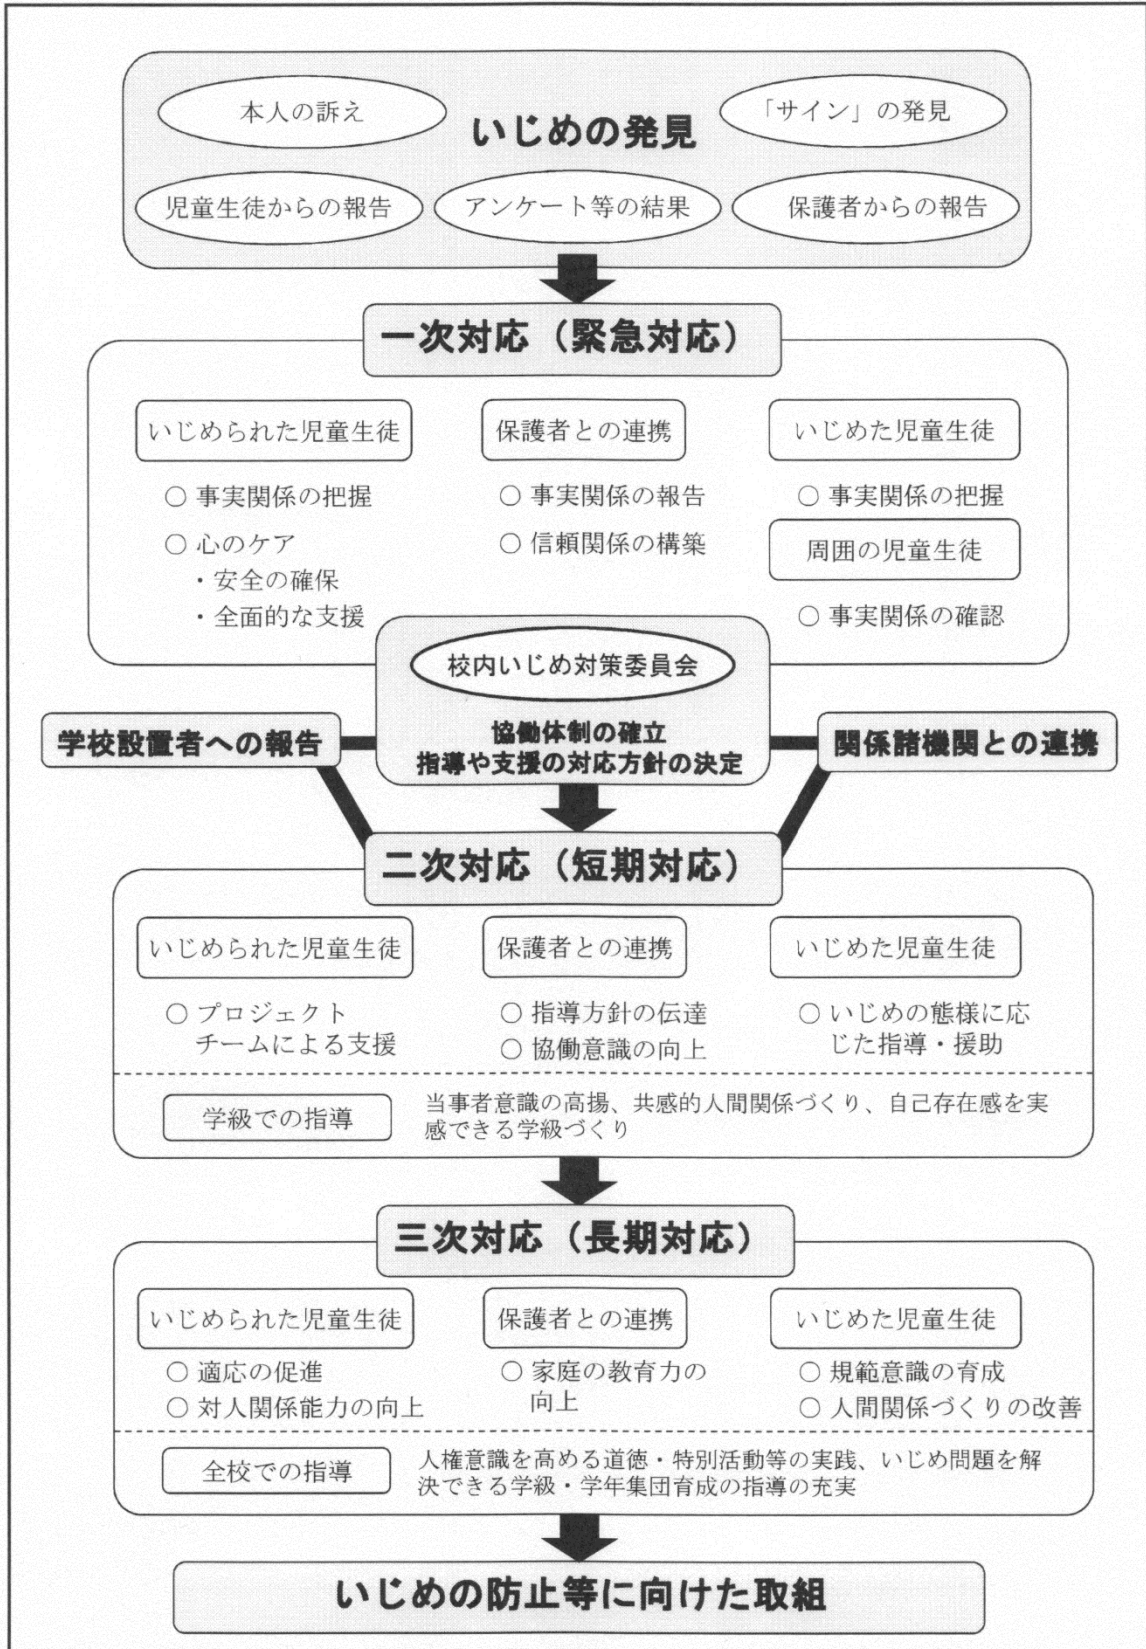 本人の訴え
「サイン」の発見
いじめの発見
児童生徒からの報告
アンケート等の結果
保護者からの報告
一次対応（緊急対応）
いじめられた児童生徒
保護者との連携
いじめた児童生徒
○ 事実関係の把握
○ 事実関係の報告
○ 事実関係の把握
○ 心のケア
○ 信頼関係の構築
周囲の児童生徒
・安全の確保
・全面的な支援
○ 事実関係の確認
校内いじめ対策委員会
学校設置者への報告
協働体制の確立
指導や支援の対応方針の決定
関係諸機関との連携
二次対応（短期対応）
いじめられた児童生徒
保護者との連携
いじめた児童生徒
○ プロジェクト
チームによる支援
○ 指導方針の伝達
○ 協働意識の向上
○ いじめの態様に応
じた指導・援助
学級での指導
当事者意識の高揚、共感的人間関係づくり、自己存在感を実
感できる学級づくり
三次対応（長期対応）
いじめられた児童生徒
保護者との連携
いじめた児童生徒
○ 適応の促進
○ 対人関係能力の向上
○ 家庭の教育力の
向上
○ 規範意識の育成
○ 人間関係づくりの改善
全校での指導
人権意識を高める道徳・特別活動等の実践、いじめ問題を解
決できる学級・学年集団育成の指導の充実
いじめの防止等に向けた取組